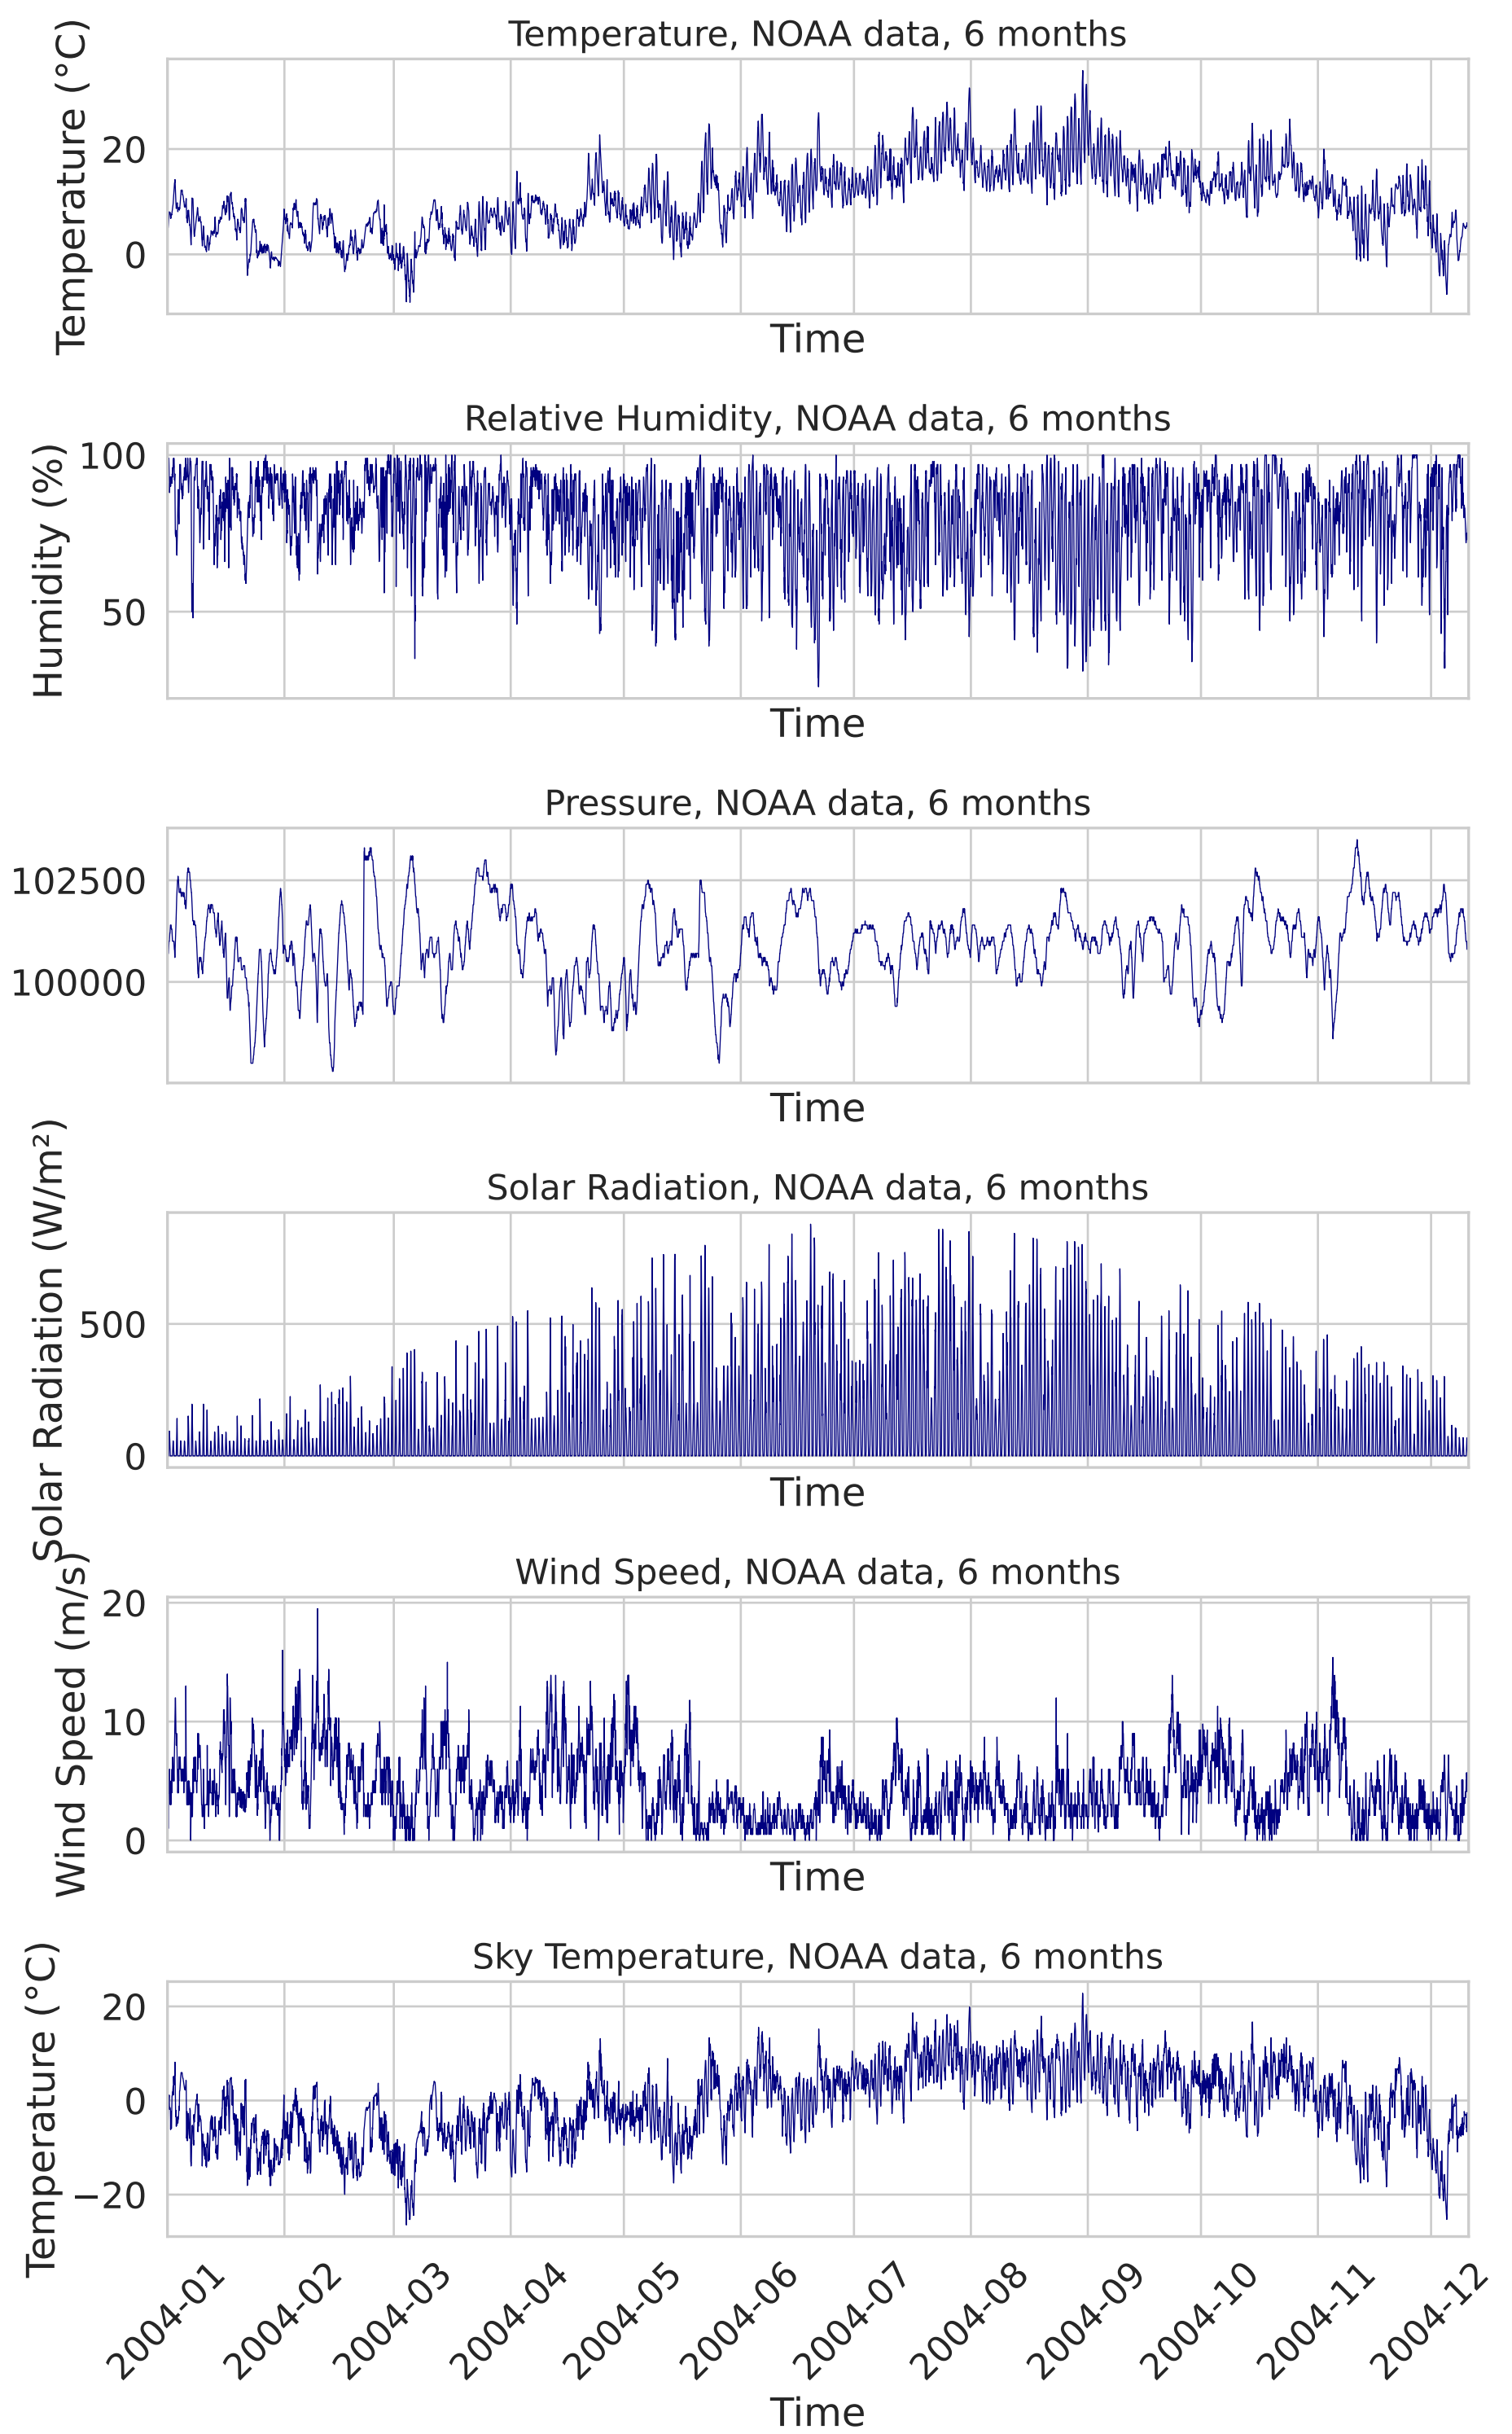 Temperature, NOAA data, 6 months
Temperature (°C)
20
0
Time
Relative Humidity, NOAA data, 6 months
Humidity (%)
100
50
Time
Pressure, NOAA data, 6 months
102500
100000
Time
Solar Radiation, NOAA data, 6 months
Solar Radiation (W/m²)
500
0
Time
Wind Speed, NOAA data, 6 months
Wind Speed (m/s)
20
10
0
Time
Sky Temperature, NOAA data, 6 months
Temperature (°C)
20
0
−20
2004-01
2004-02
2004-03
2004-04
2004-05
2004-06
2004-07
2004-08
2004-09
2004-10
2004-11
2004-12
Time